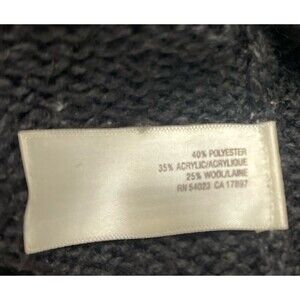 40% POLYESTER
35% ACRYLIC/ACRYLIQUE
25% WOOL/LAINE
RN 54023 CA 17897